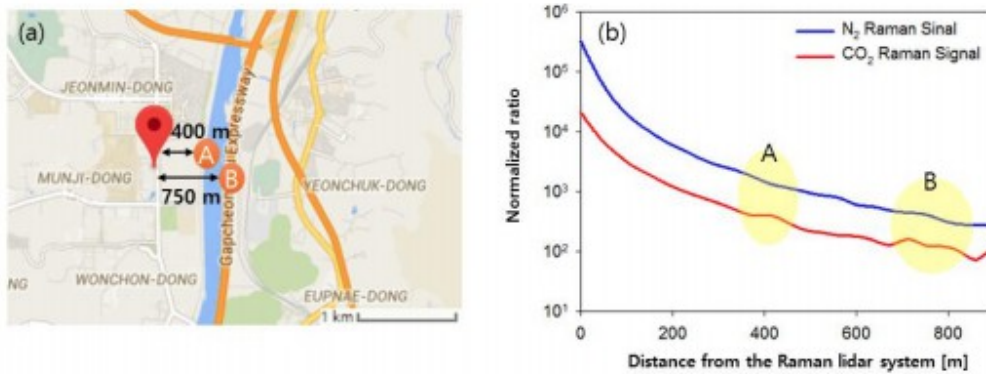 (a)
JEONMIN-DONG
400 m
A
MUNJI-DONG
B
750 m
Gapcheon Expressway
YEONCHUK-DONG
WONCHON-DONG
NG
EUPNAE-DONG
1 km
(b)
N2 Raman Sinal
CO2 Raman Signal
Normalized ratio
10^6
10^5
10^4
10^3
10^2
10^1
A
B
0
200
400
600
800
Distance from the Raman lidar system [m]